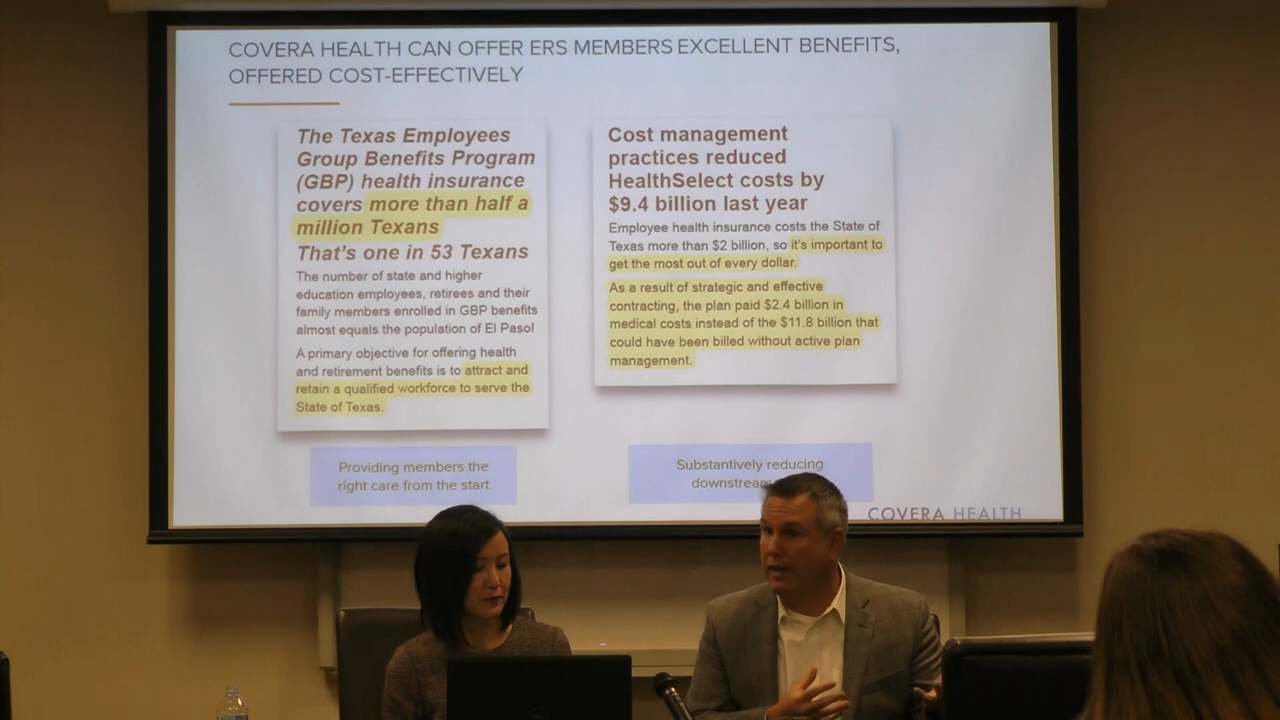 COVERA HEALTH CAN OFFER ERS MEMBERS EXCELLENT BENEFITS,
OFFERED COST-EFFECTIVELY
The Texas Employees
Group Benefits Program
(GBP) health insurance
covers more than half a
million Texans
That's one in 53 Texans
The number of state and higher
education employees, retirees and their
family members enrolled in GBP benefits
almost equals the population of El Paso!
A primary objective for offering health
and retirement benefits is to attract and
retain a qualified workforce to serve the
State of Texas.
Providing members the
right care from the start
Cost management
practices reduced
HealthSelect costs by
$9.4 billion last year
Employee health insurance costs the State of
Texas more than $2 billion, so it's important to
get the most out of every dollar.
As a result of strategic and effective
contracting, the plan paid $2.4 billion in
medical costs instead of the $11.8 billion that
could have been billed without active plan
management.
Substantively reducing
downstream
COVERA HEALTH